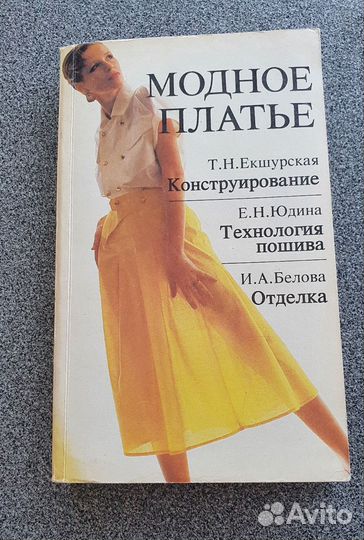 МОДНОЕ
ПЛАТЬЕ
Т.Н.Екшурская
Конструирование
Е.Н.Юдина
Технология
пошива
И.А.Белова
Отделка
Avito